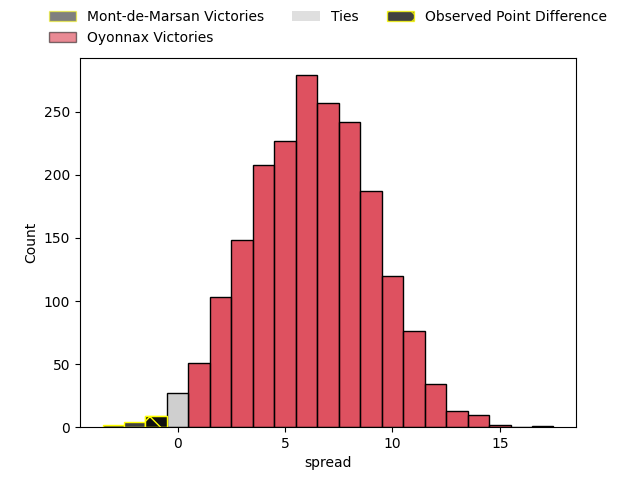 Mont-de-Marsan Victories
Ties
Observed Point Difference
Oyonnax Victories
250
200
150
100
50
0
Count
0
5
10
15
spread